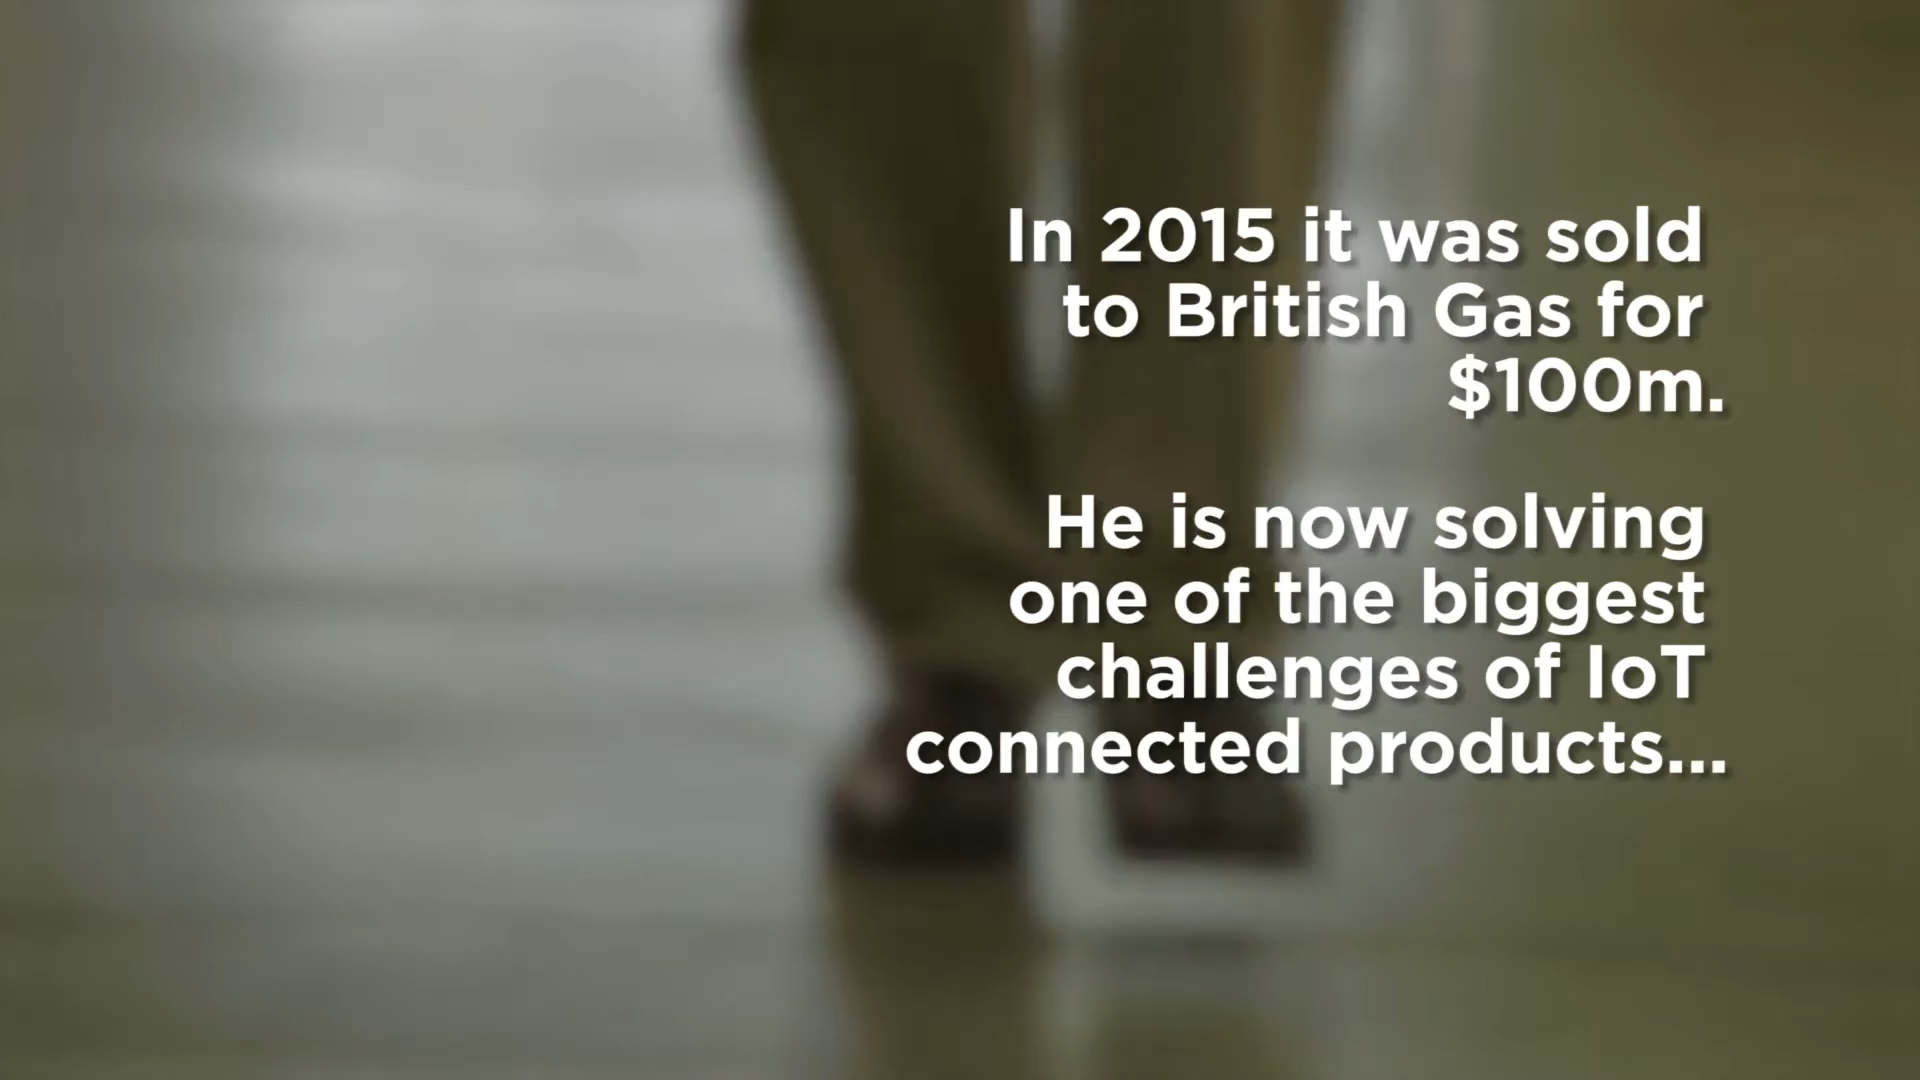 In 2015 it was sold
to British Gas for
$100m.
He is now solving
one of the biggest
challenges of IoT
connected products...